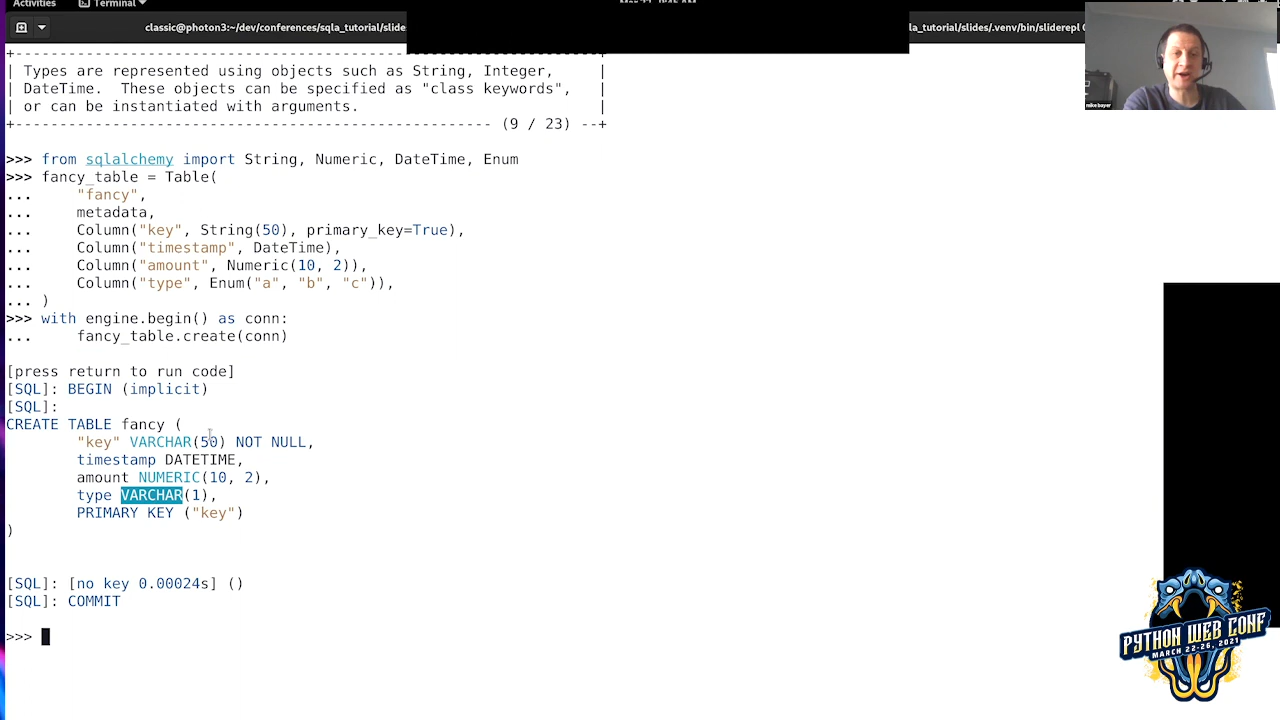 Activities
Terminal
classic@photon3:~/dev/conferences/sqla_tutorial/slide
la_tutorial/slides/.venv/bin/sliderepl
mike bayer
+------------------------------------------------------------------+
| Types are represented using objects such as String, Integer,     |
| DateTime.  These objects can be specified as "class keywords",   |
| or can be instantiated with arguments.                           |
+----------------------------------------------------- (9 / 23) --+
>>> from sqlalchemy import String, Numeric, DateTime, Enum
>>> fancy_table = Table(
...     "fancy",
...     metadata,
...     Column("key", String(50), primary_key=True),
...     Column("timestamp", DateTime),
...     Column("amount", Numeric(10, 2)),
...     Column("type", Enum("a", "b", "c")),
... )
>>> with engine.begin() as conn:
...     fancy_table.create(conn)
[press return to run code]
[SQL]: BEGIN (implicit)
[SQL]:
CREATE TABLE fancy (
        "key" VARCHAR(50) NOT NULL,
        timestamp DATETIME,
        amount NUMERIC(10, 2),
        type VARCHAR(1),
        PRIMARY KEY ("key")
)
[SQL]: [no key 0.00024s] ()
[SQL]: COMMIT
>>>
PYTHON WEB CONF
MARCH 22-26, 2021